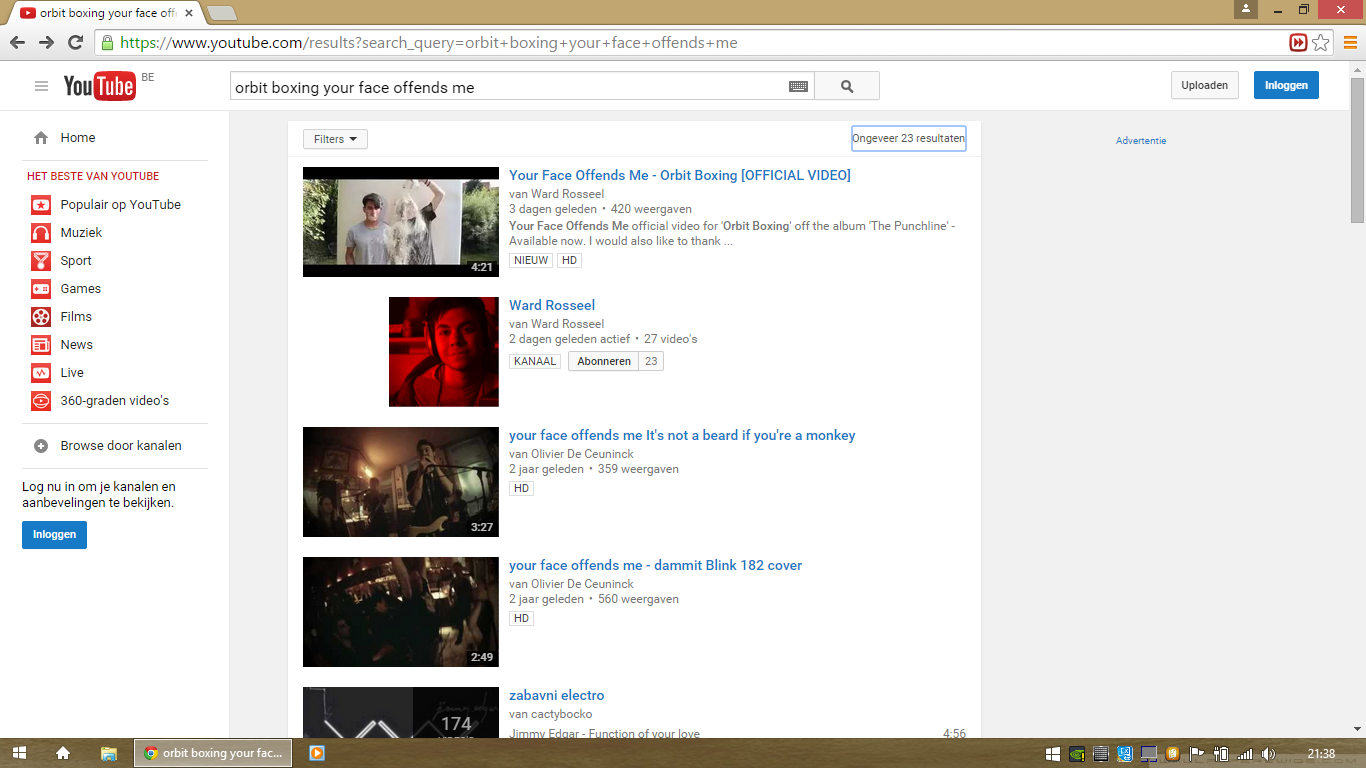 orbit boxing your face off
https://www.youtube.com/results?search_query=orbit+boxing+your+face+offends+me
YouTube BE
orbit boxing your face offends me
Uploaden
Inloggen
Home
HET BESTE VAN YOUTUBE
Populair op YouTube
Muziek
Sport
Games
Films
News
Live
360-graden video's
Browse door kanalen
Log nu in om je kanalen en
aanbevelingen te bekijken.
Inloggen
Filters
Ongeveer 23 resultaten
4:21
Your Face Offends Me - Orbit Boxing [OFFICIAL VIDEO]
van Ward Rosseel
3 dagen geleden • 420 weergaven
Your Face Offends Me official video for 'Orbit Boxing' off the album 'The Punchline' -
Available now. I would also like to thank ...
NIEUW HD
Ward Rosseel
van Ward Rosseel
2 dagen geleden actief • 27 video's
KANAAL Abonneren 23
3:27
your face offends me It's not a beard if you're a monkey
van Olivier De Ceuninck
2 jaar geleden • 359 weergaven
HD
2:49
your face offends me - dammit Blink 182 cover
van Olivier De Ceuninck
2 jaar geleden • 560 weergaven
HD
174
zabavni electro
van cactybocko
Jimmy Edgar - Function of your love 4:56
Advertentie
orbit boxing your fac...
21:38